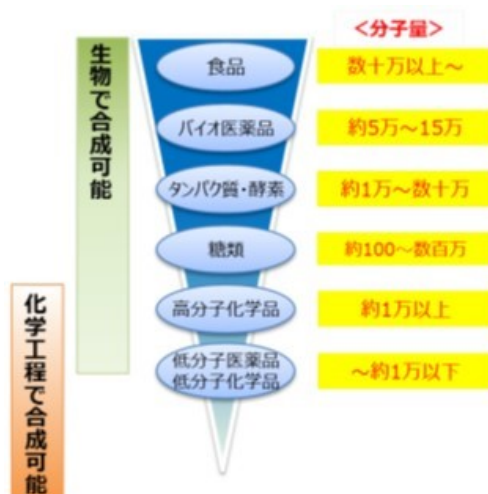 <分子量>
生物で合成可能
食品
数十万以上～
バイオ医薬品
約5万～15万
タンパク質・酵素
約1万～数十万
糖類
約100～数百万
化学工程で合成可能
高分子化学品
約1万以上
低分子医薬品
低分子化学品
～約1万以下